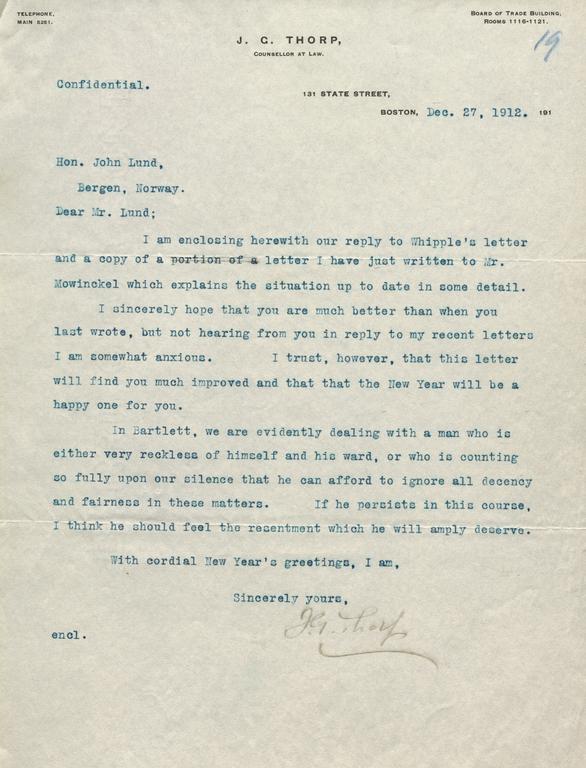 TELEPHONE,
MAIN 5251.
BOARD OF TRADE BUILDING,
ROOMS 1116-1121.
19
J. G. THORP,
COUNSELLOR AT LAW.
Confidential.
131 STATE STREET,
BOSTON, Dec. 27, 1912. 191
Hon. John Lund,
Bergen, Norway.
Dear Mr. Lund;
I am enclosing herewith our reply to Whipple's letter
and a copy of a portion of a letter I have just written to Mr.
Mowinckel which explains the situation up to date in some detail.
I sincerely hope that you are much better than when you
last wrote, but not hearing from you in reply to my recent letters
I am somewhat anxious. I trust, however, that this letter
will find you much improved and that that the New Year will be a
happy one for you.
In Bartlett, we are evidently dealing with a man who is
either very reckless of himself and his ward, or who is counting
so fully upon our silence that he can afford to ignore all decency
and fairness in these matters. If he persists in this course,
I think he should feel the resentment which he will amply deserve.
With cordial New Year's greetings, I am,
Sincerely yours,
J.G. Thorp
encl.